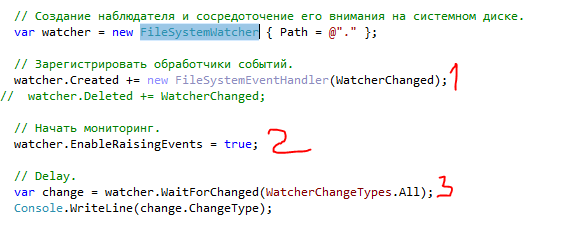 // Создание наблюдателя и сосредоточение его внимания на системном диске.
var watcher = new FileSystemWatcher { Path = @"." };
// Зарегистрировать обработчики событий.
watcher.Created += new FileSystemEventHandler(WatcherChanged); 1
// watcher.Deleted += WatcherChanged;
// Начать мониторинг.
watcher.EnableRaisingEvents = true; 2
// Delay.
var change = watcher.WaitForChanged(WatcherChangeTypes.All); 3
Console.WriteLine(change.ChangeType);